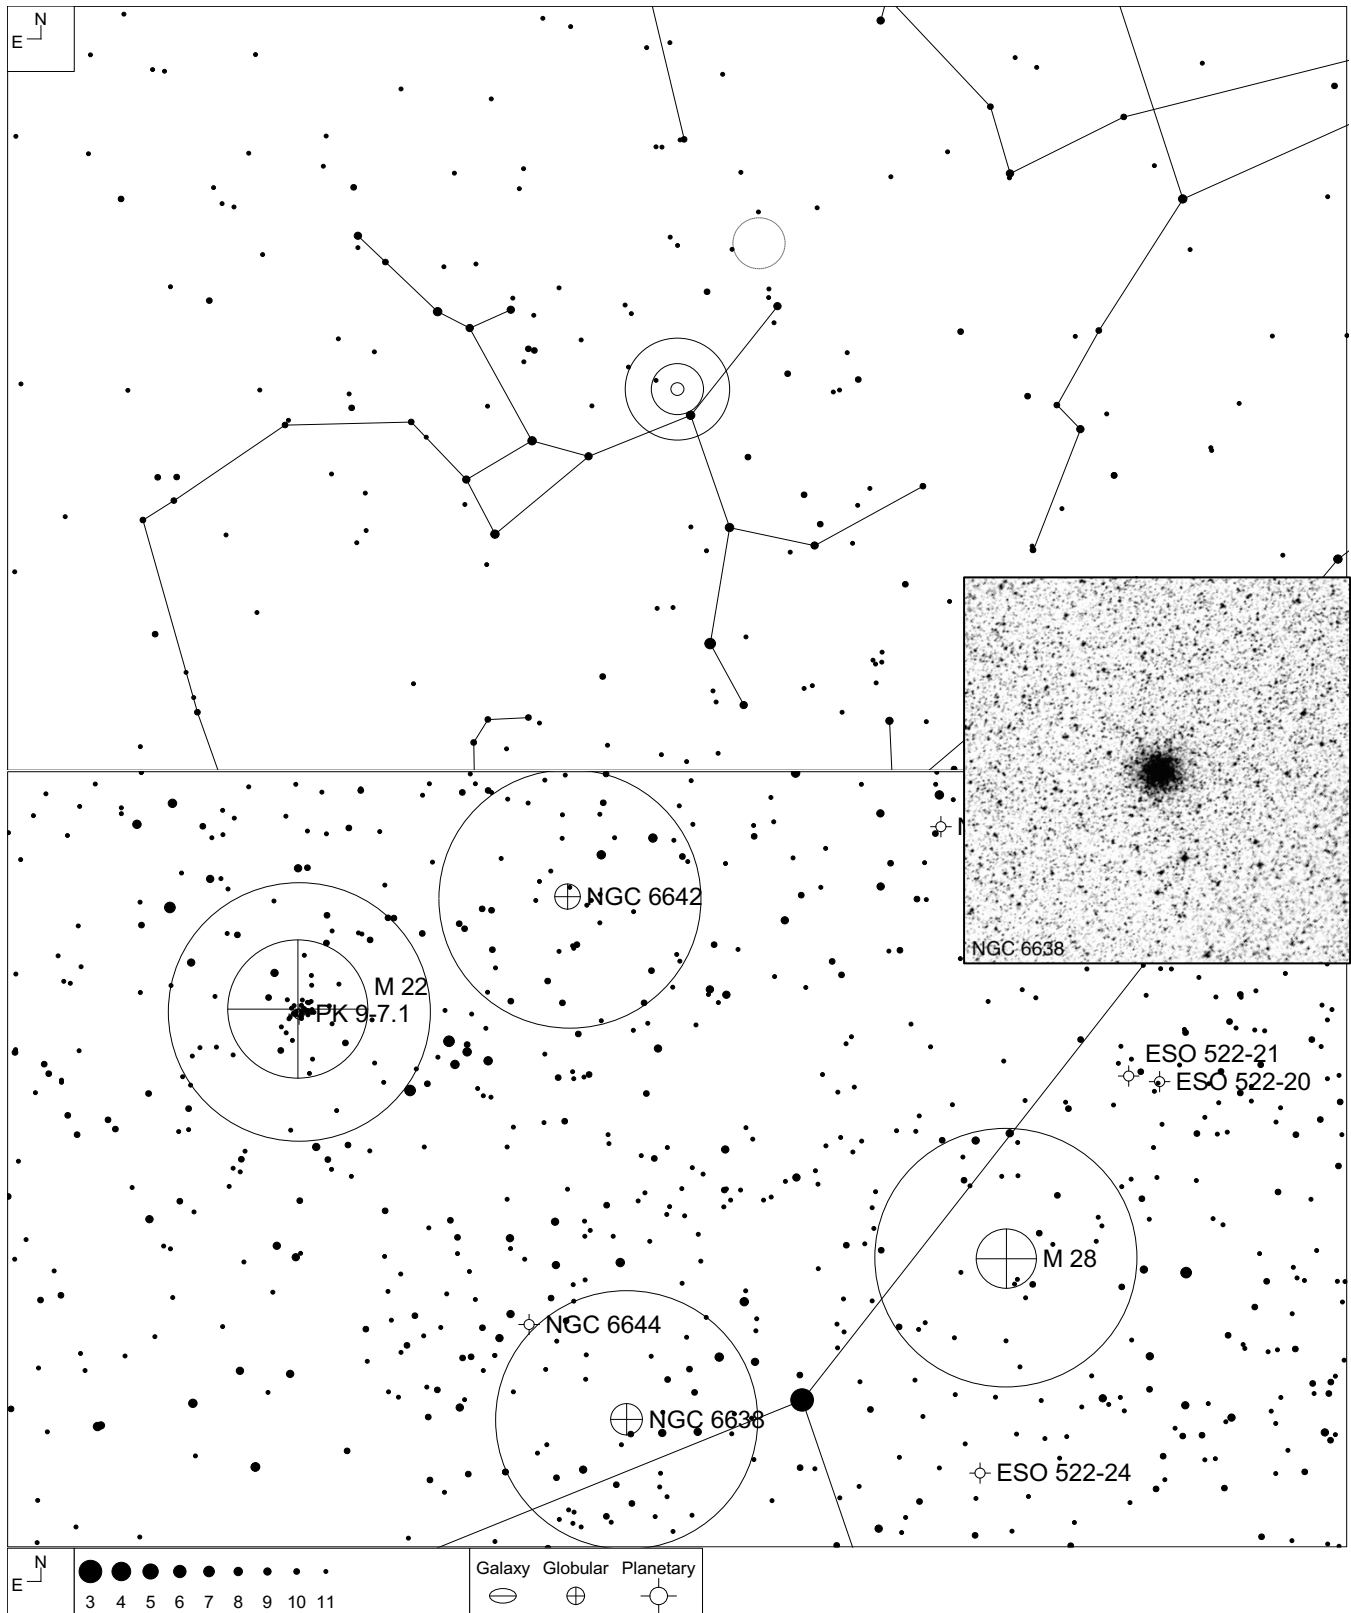 N
E
N
NGC 6642
M 22
PK 9-7.1
NGC 6638
ESO 522-21
ESO 522-20
M 28
NGC 6644
NGC 6638
ESO 522-24
N
E
3 4 5 6 7 8 9 10 11
Galaxy Globular Planetary